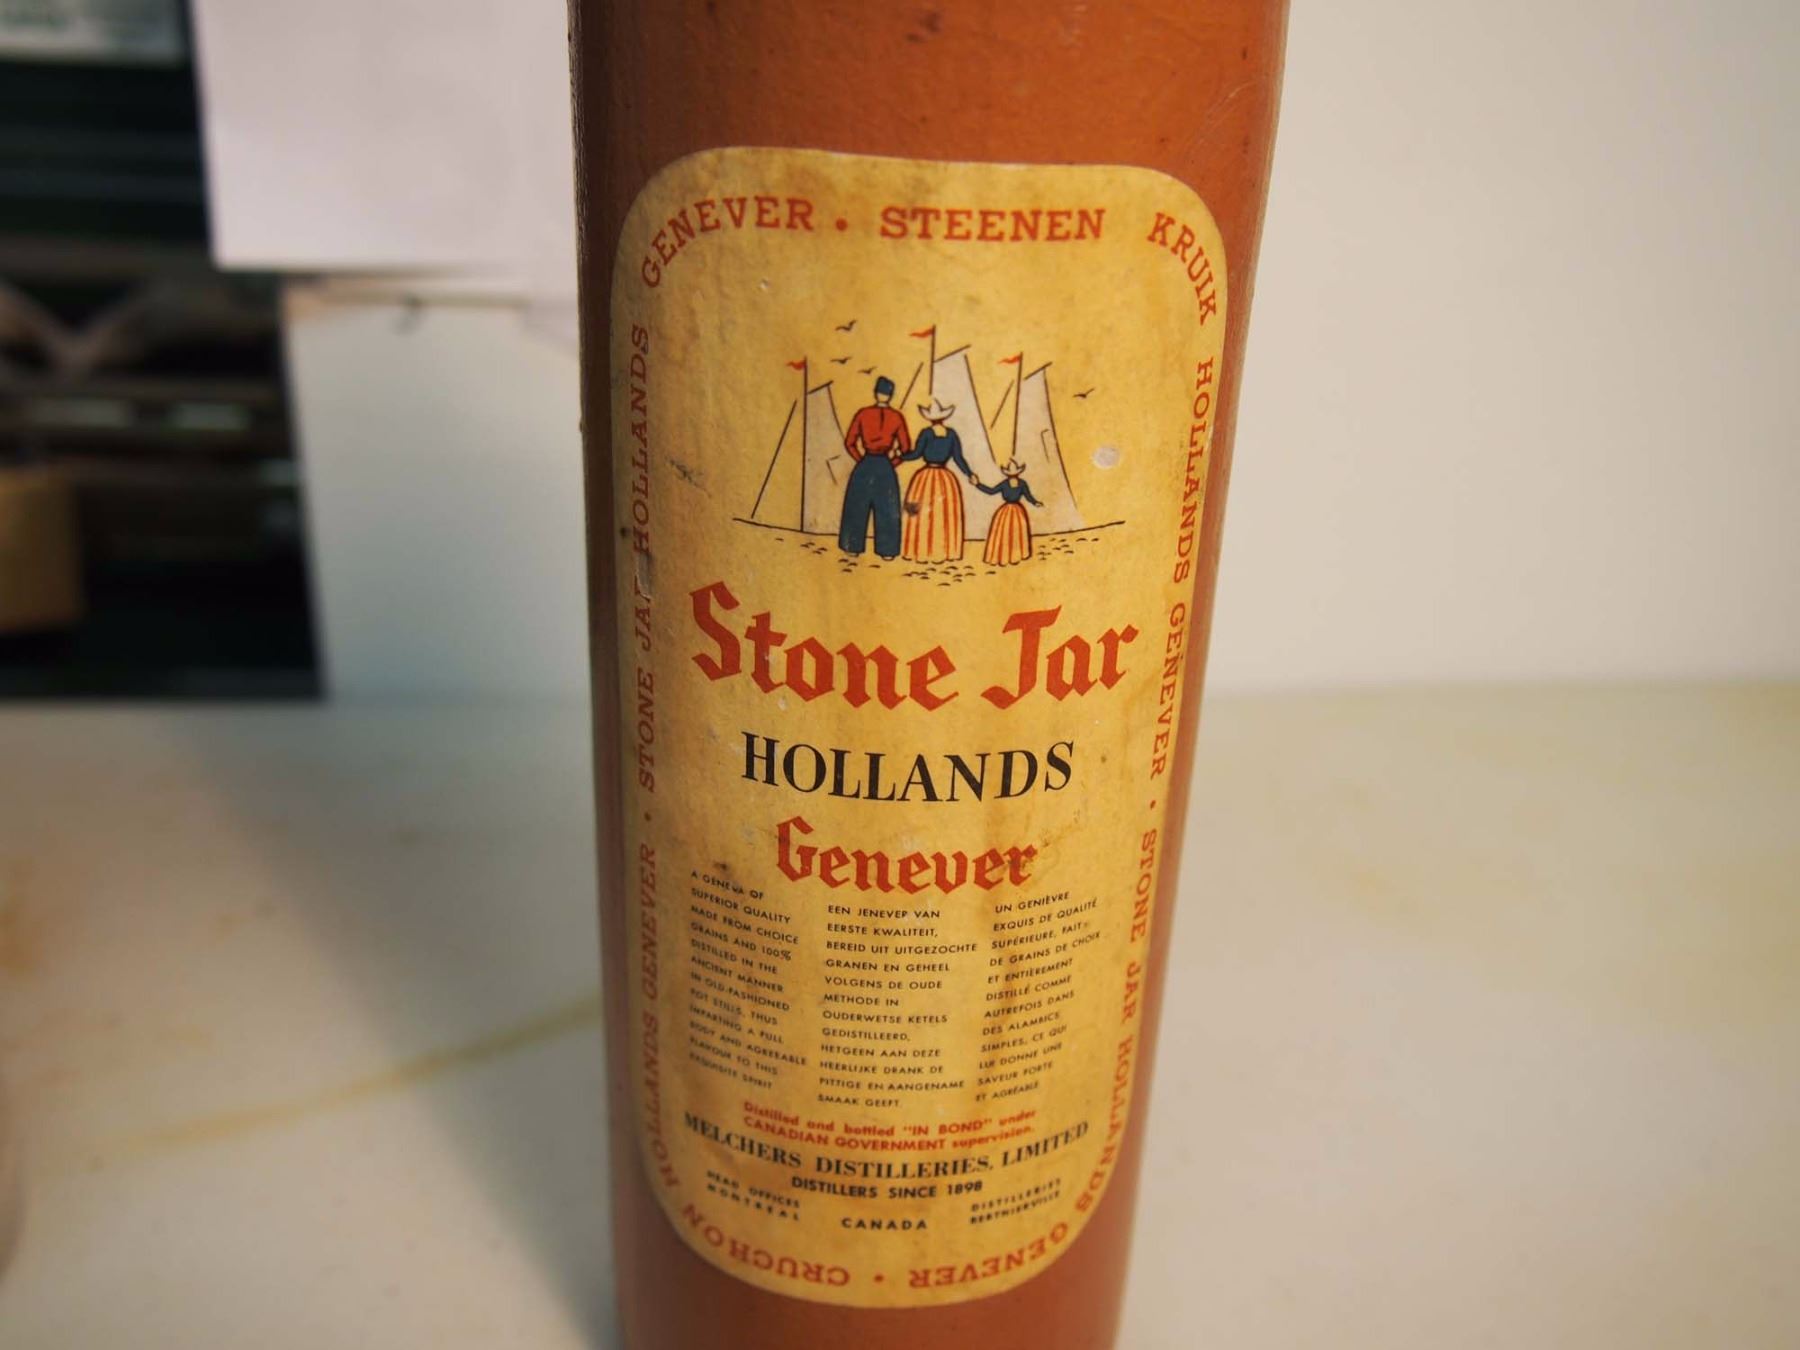 GENEVER • STEENEN KRUIK HOLLANDS GENEVER • STONE JAR HOLLANDS GENEVER • CRUCHON HOLLANDS GENEVER • STONE JAR HOLLANDS
Stone Jar
HOLLANDS
Genever
A GENEVA OF
SUPERIOR QUALITY
MADE FROM CHOICE
GRAINS AND 100%
DISTILLED IN THE
ANCIENT MANNER
IN OLD-FASHIONED
POT STILLS, THUS
IMPARTING A FULL
BODY AND AGREEABLE
FLAVOUR TO THIS
EXQUISITE SPIRIT
EEN JENEVER VAN
EERSTE KWALITEIT,
BEREID UIT UITGEZOCHTE
GRANEN EN GEHEEL
VOLGENS DE OUDE
METHODE IN
OUDERWETSE KETELS
GEDISTILLEERD,
HETGEEN AAN DEZE
HEERLIJKE DRANK DE
PITTIGE EN AANGENAME
SMAAK GEEFT
UN GENIÈVRE
EXQUIS DE QUALITÉ
SUPÉRIEURE, FAIT
DE GRAINS DE CHOIX
ET ENTIÈREMENT
DISTILLÉ COMME
AUTREFOIS DANS
DES ALAMBICS
SIMPLES, CE QUI
LUI DONNE UNE
SAVEUR FORTE
ET AGRÉABLE
Distilled and bottled "IN BOND" under
CANADIAN GOVERNMENT supervision.
MELCHERS DISTILLERIES, LIMITED
DISTILLERS SINCE 1898
HEAD OFFICES
MONTREAL
CANADA
DISTILLERIES
BERTHIERVILLE